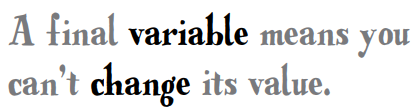 A final variable means you
can't change its value.